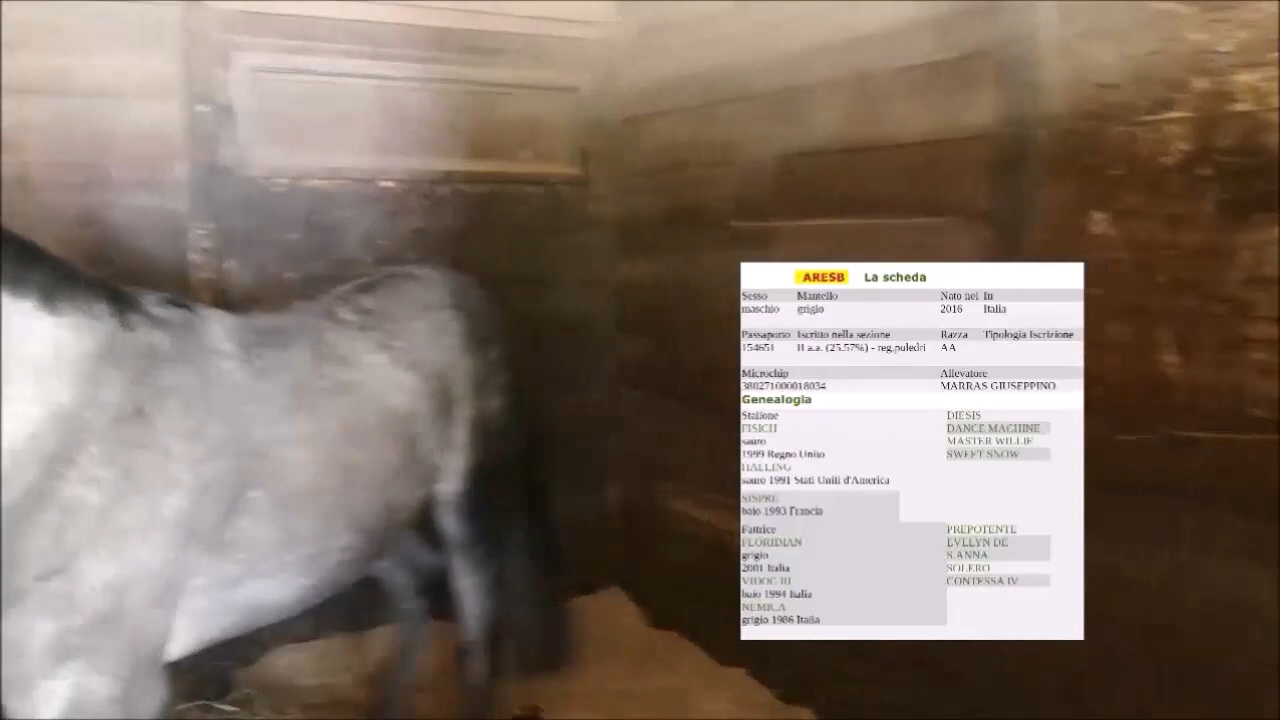 ARESB La scheda
Sesso Mantello Nato nei In
maschio grigio 2016 Italia
Passaporto Iscritto nella sezione Razza Tipologia Iscrizione
154651 II a.a. (25.57%) - reg.puledri AA
Microchip Allevatore
380271000018034 MARRAS GIUSEPPINO
Genealogia
Stallone DIESIS
FISICH DANCE MACHINE
sauro MASTER WILLIE
1999 Regno Unito SWEET SNOW
HALLING
sauro 1991 Stati Uniti d'America
SISPRE
baio 1993 Francia
Fattrice PREPOTENTE
FLORIDIAN EVELYN DE
grigio S.ANNA
2001 Italia SOLERO
VIDOC III CONTESSA IV
baio 1994 Italia
NEMICA
grigio 1986 Italia